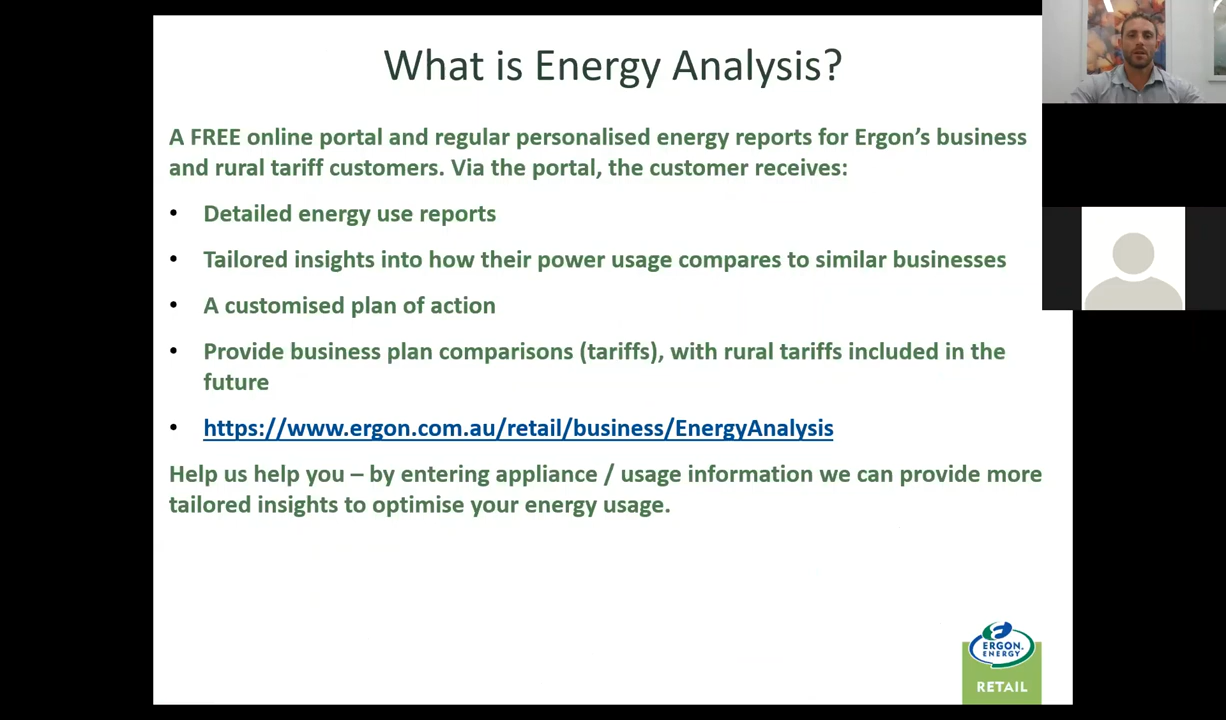 What is Energy Analysis?
A FREE online portal and regular personalised energy reports for Ergon’s business
and rural tariff customers. Via the portal, the customer receives:
• Detailed energy use reports
• Tailored insights into how their power usage compares to similar businesses
• A customised plan of action
• Provide business plan comparisons (tariffs), with rural tariffs included in the
future
• https://www.ergon.com.au/retail/business/EnergyAnalysis
Help us help you – by entering appliance / usage information we can provide more
tailored insights to optimise your energy usage.
ERGON.
ENERGY
RETAIL